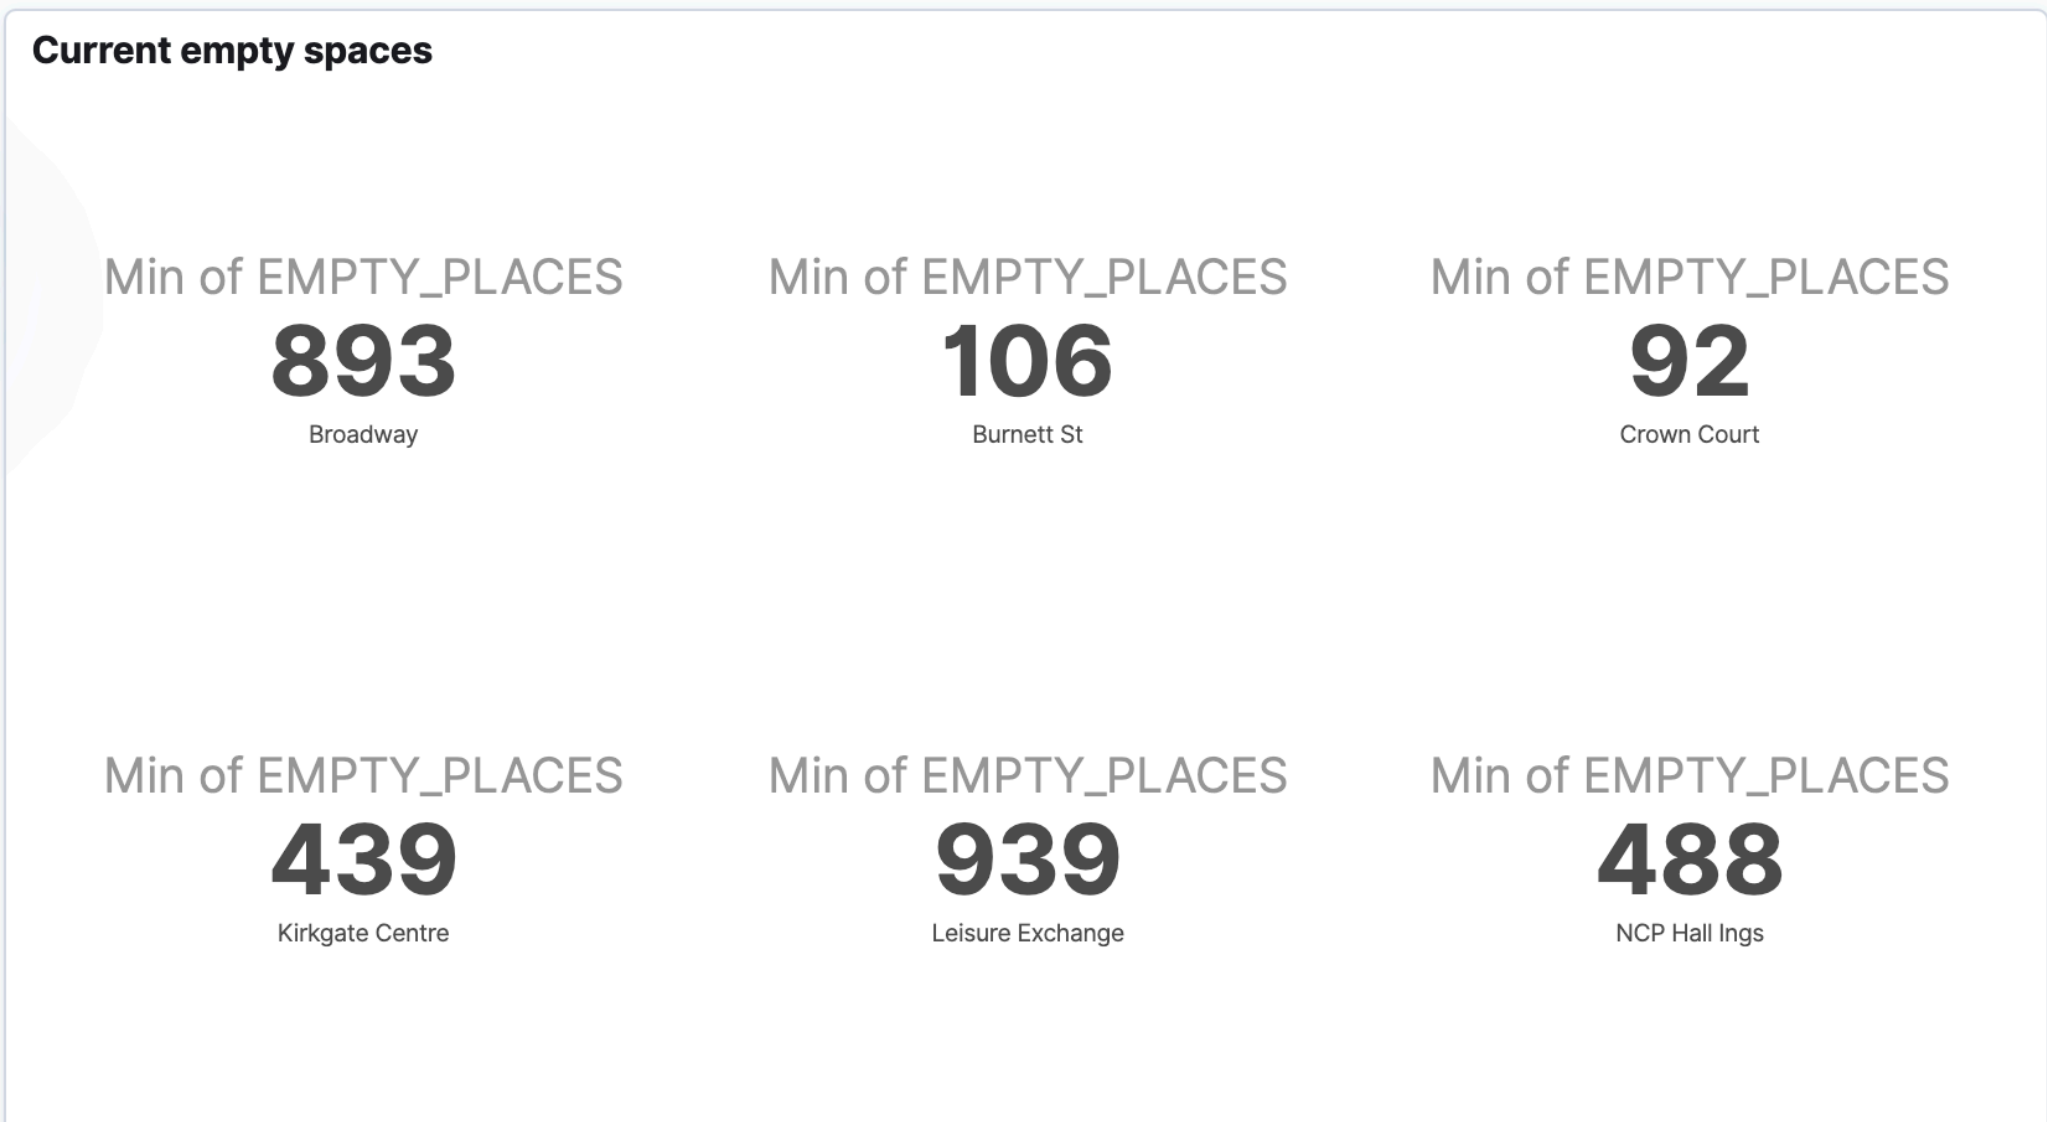 Current empty spaces
Min of EMPTY_PLACES
893
Broadway
Min of EMPTY_PLACES
106
Burnett St
Min of EMPTY_PLACES
92
Crown Court
Min of EMPTY_PLACES
439
Kirkgate Centre
Min of EMPTY_PLACES
939
Leisure Exchange
Min of EMPTY_PLACES
488
NCP Hall Ings